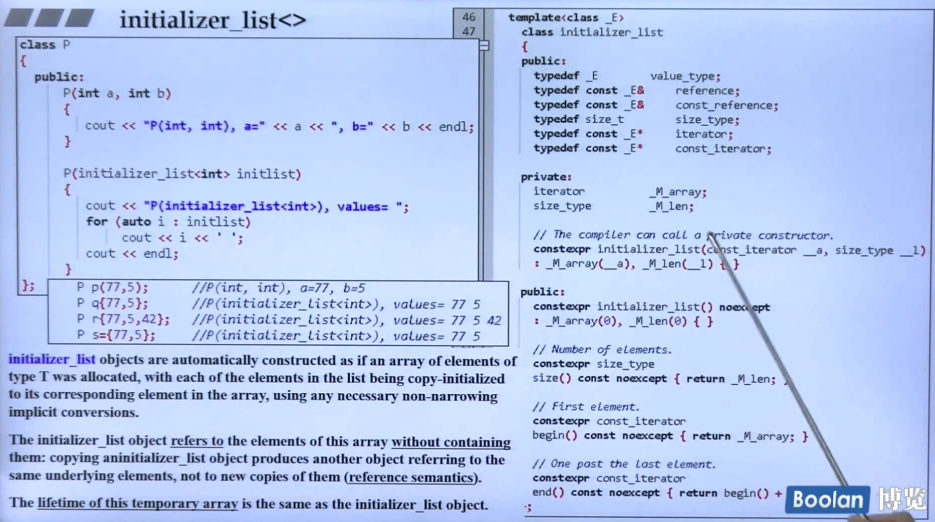 initializer_list<>
class P
{
public:
P(int a, int b)
{
cout << "P(int, int), a=" << a << ", b=" << b << endl;
}
P(initializer_list<int> initlist)
{
cout << "P(initializer_list<int>), values= ";
for (auto i : initlist)
cout << i << ' ';
cout << endl;
}
};
P p(77,5); //P(int, int), a=77, b=5
P q{77,5}; //P(initializer_list<int>), values= 77 5
P r{77,5,42}; //P(initializer_list<int>), values= 77 5 42
P s={77,5}; //P(initializer_list<int>), values= 77 5
initializer_list objects are automatically constructed as if an array of elements of
type T was allocated, with each of the elements in the list being copy-initialized
to its corresponding element in the array, using any necessary non-narrowing
implicit conversions.
The initializer_list object refers to the elements of this array without containing
them: copying aninitializer_list object produces another object referring to the
same underlying elements, not to new copies of them (reference semantics).
The lifetime of this temporary array is the same as the initializer_list object.
46
47
template<class _E>
class initializer_list
{
public:
typedef _E value_type;
typedef const _E& reference;
typedef const _E& const_reference;
typedef size_t size_type;
typedef const _E* iterator;
typedef const _E* const_iterator;
private:
iterator _M_array;
size_type _M_len;
// The compiler can call a private constructor.
constexpr initializer_list(const_iterator __a, size_type __l)
: _M_array(__a), _M_len(__l) { }
public:
constexpr initializer_list() noexcept
: _M_array(0), _M_len(0) { }
// Number of elements.
constexpr size_type
size() const noexcept { return _M_len; }
// First element.
constexpr const_iterator
begin() const noexcept { return _M_array; }
// One past the last element.
constexpr const_iterator
end() const noexcept { return begin() +
};
Boolan 博览